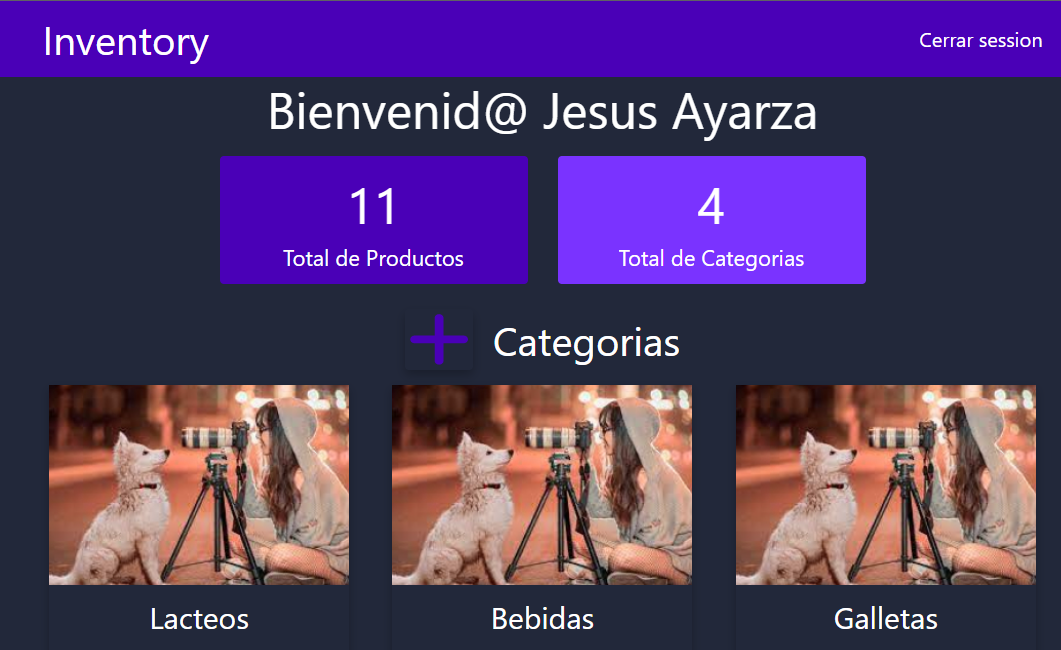 Inventory
Cerrar session
Bienvenid@ Jesus Ayarza
11
Total de Productos
4
Total de Categorias
Categorias
Lacteos
Bebidas
Galletas